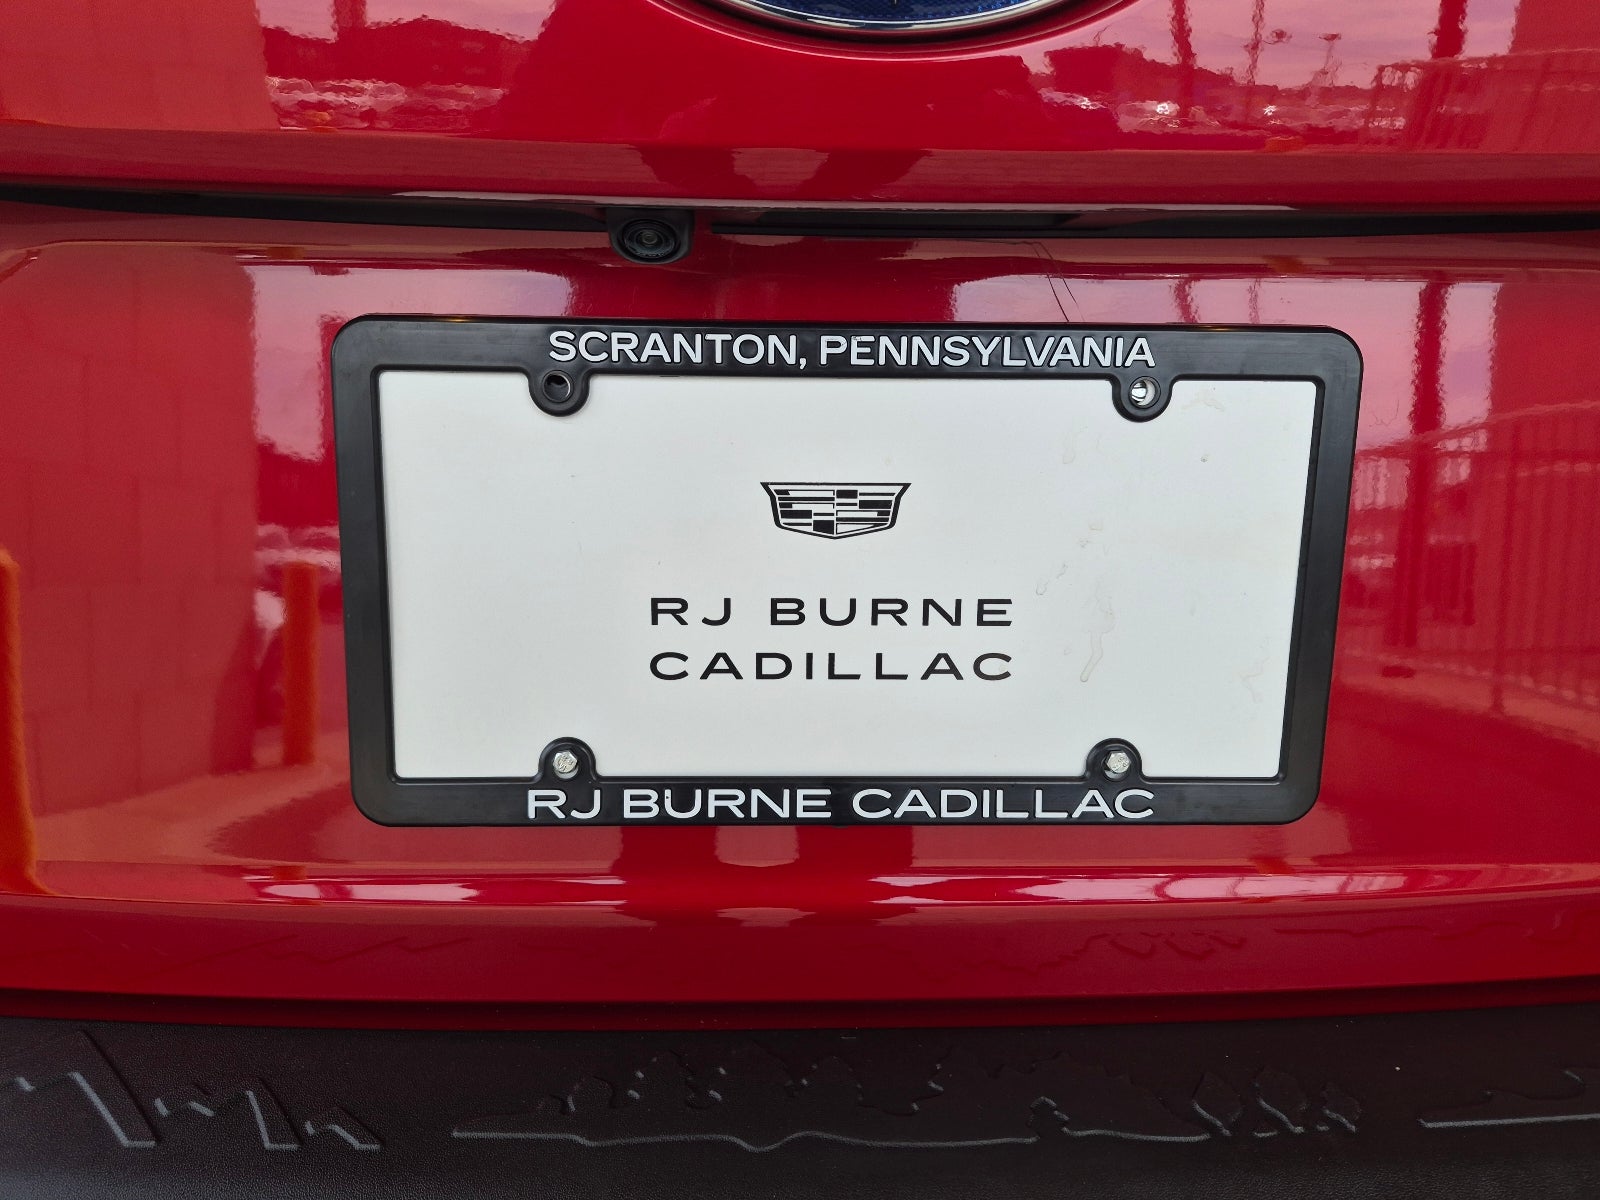 SCRANTON, PENNSYLVANIA
RJ BURNE
CADILLAC
RJ BURNE CADILLAC